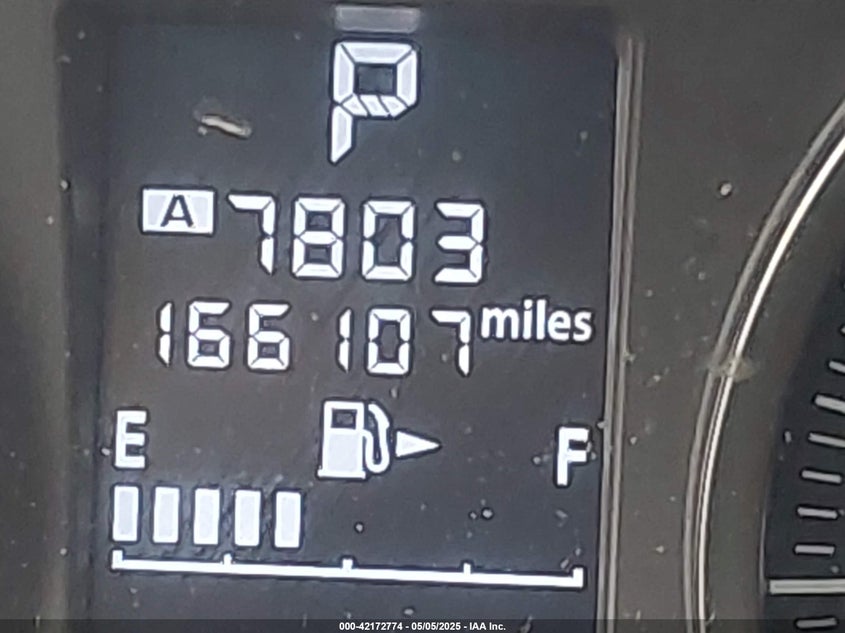 P
A 7803
166107 miles
E F
000-42172774 - 05/05/2025 - IAA Inc.